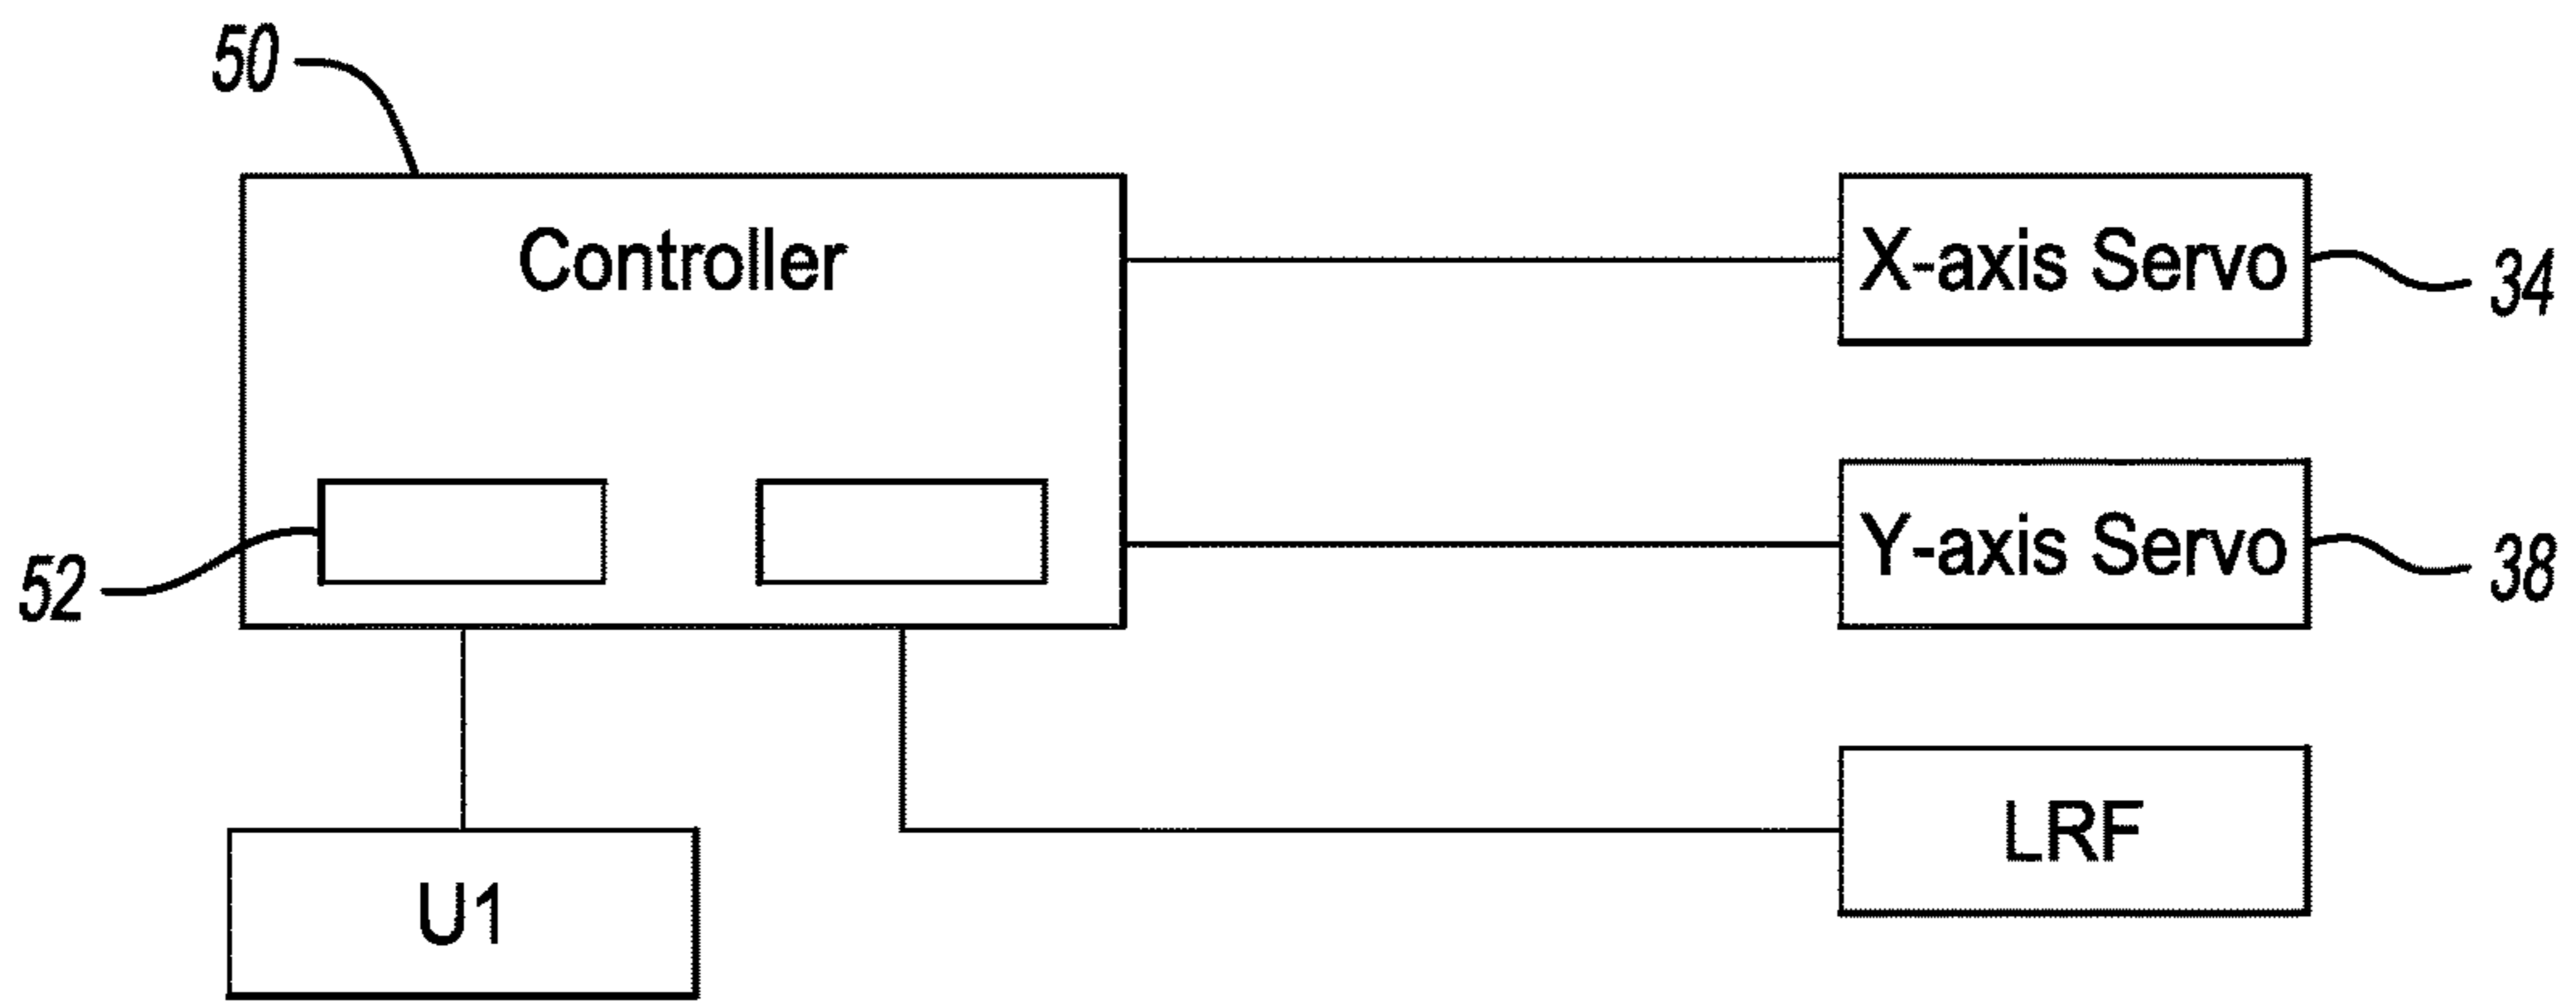 50
Controller
X-axis Servo
34
52
Y-axis Servo
38
LRF
U1